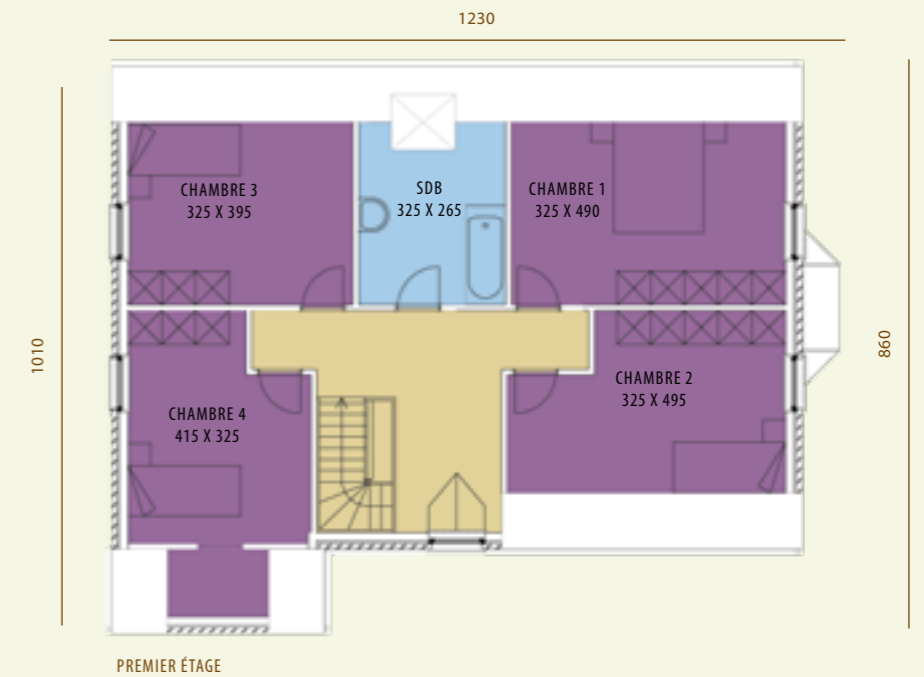 1230
CHAMBRE 3
325 X 395
SDB
325 X 265
CHAMBRE 1
325 X 490
1010
860
CHAMBRE 4
415 X 325
CHAMBRE 2
325 X 495
PREMIER ÉTAGE